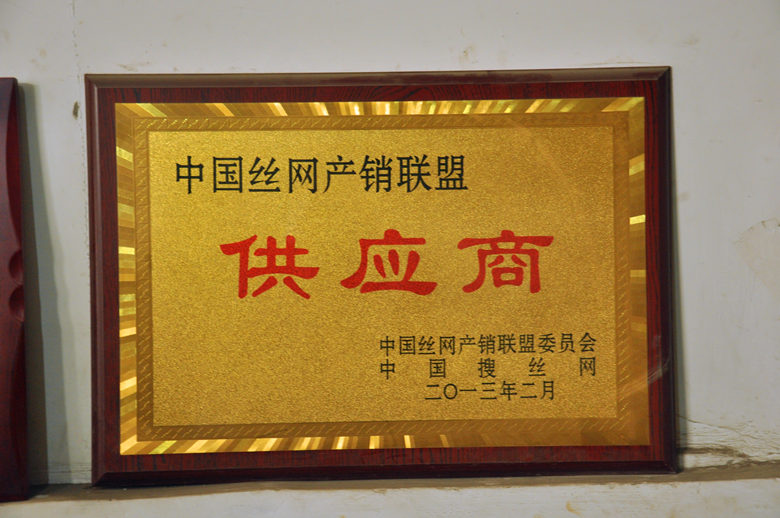 中国丝网产销联盟
供应商
中国丝网产销联盟委员会
中国搜丝网
二〇一三年二月